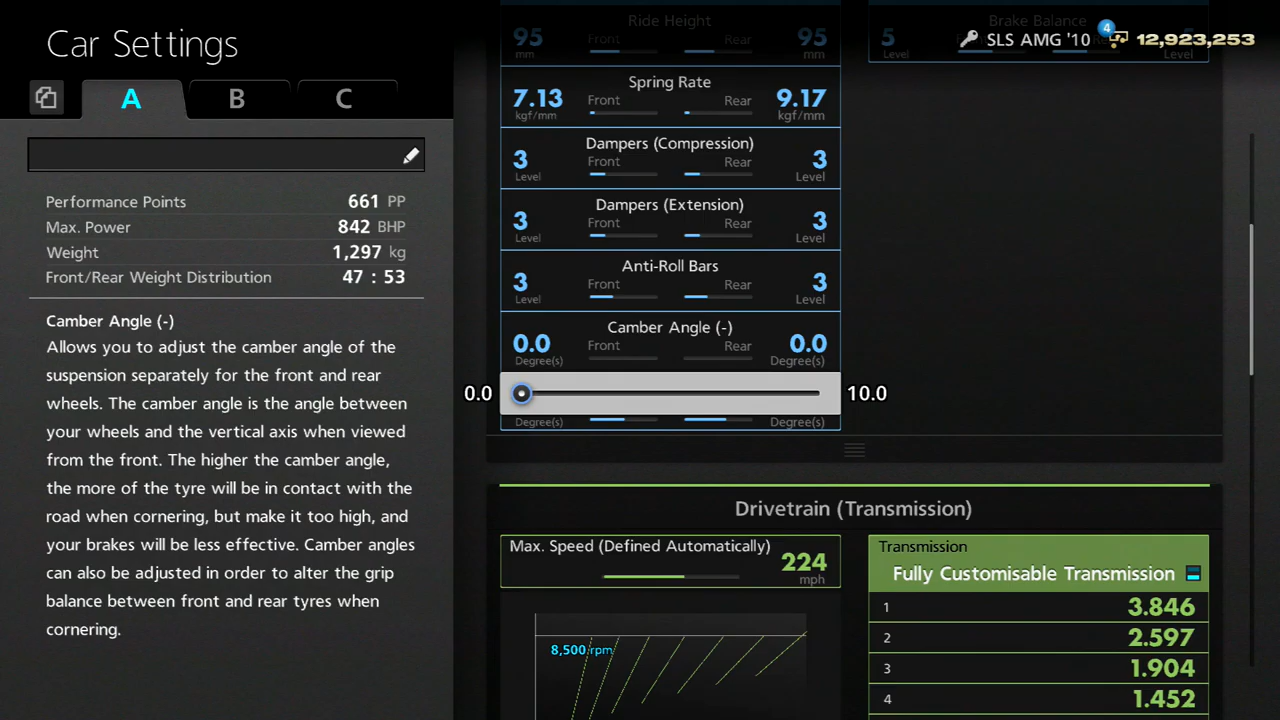 Car Settings
SLS AMG '10
4
12,923,253
A
B
C
Performance Points 661 PP
Max. Power 842 BHP
Weight 1,297 kg
Front/Rear Weight Distribution 47 : 53
Camber Angle (-)
Allows you to adjust the camber angle of the
suspension separately for the front and rear
wheels. The camber angle is the angle between
your wheels and the vertical axis when viewed
from the front. The higher the camber angle,
the more of the tyre will be in contact with the
road when cornering, but make it too high, and
your brakes will be less effective. Camber angles
can also be adjusted in order to alter the grip
balance between front and rear tyres when
cornering.
Ride Height
95 Front Rear 95
mm mm
Spring Rate
7.13 Front Rear 9.17
kgf/mm kgf/mm
Dampers (Compression)
3 Front Rear 3
Level Level
Dampers (Extension)
3 Front Rear 3
Level Level
Anti-Roll Bars
3 Front Rear 3
Level Level
Camber Angle (-)
0.0 Front Rear 0.0
Degree(s) Degree(s)
0.0 10.0
Degree(s) Degree(s)
Brake Balance
5
Level Level
Drivetrain (Transmission)
Max. Speed (Defined Automatically)
224
mph
8,500 rpm
Transmission
Fully Customisable Transmission
1 3.846
2 2.597
3 1.904
4 1.452